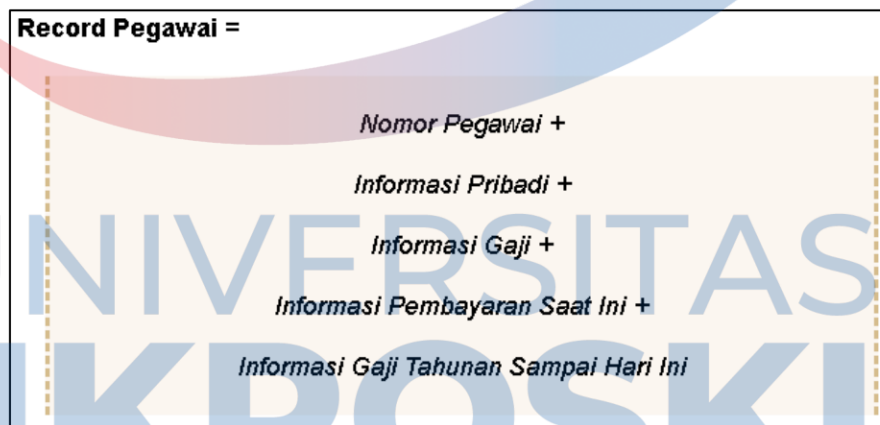 Record Pegawai =
Nomor Pegawai +
Informasi Pribadi +
Informasi Gaji +
Informasi Pembayaran Saat Ini +
Informasi Gaji Tahunan Sampai Hari Ini
NIVERSITAS
KROSKI